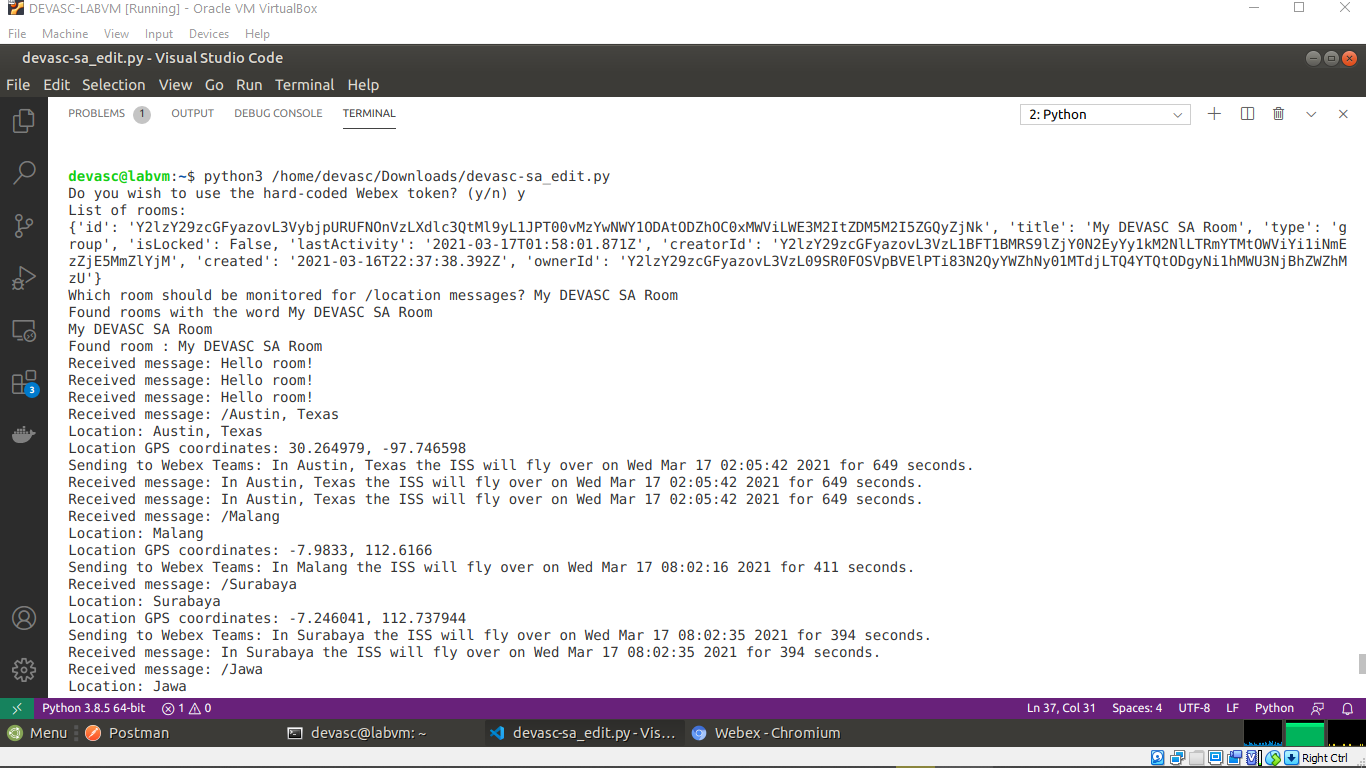 DEVASC-LABVM [Running] - Oracle VM VirtualBox
File Machine View Input Devices Help
devasc-sa_edit.py - Visual Studio Code
File Edit Selection View Go Run Terminal Help
PROBLEMS 1 OUTPUT DEBUG CONSOLE TERMINAL 2: Python
devasc@labvm:~$ python3 /home/devasc/Downloads/devasc-sa_edit.py
Do you wish to use the hard-coded Webex token? (y/n) y
List of rooms:
{'id': 'Y2lzY29zcGFyazovL3VybjpURUFNOnVzLXdlc3QtMl9yL1JPT00vMzYwNWY1ODAtODZhOC0xMWViLWE3M2ItZDM5M2I5ZGQyZjNk', 'title': 'My DEVASC SA Room', 'type': 'g
roup', 'isLocked': False, 'lastActivity': '2021-03-17T01:58:01.871Z', 'creatorId': 'Y2lzY29zcGFyazovL3VzL1BFT1BMRS9lZjY0N2EyYy1kM2NlLTRmYTMtOWViYi1iNmE
zZjE5MmZlYjM', 'created': '2021-03-16T22:37:38.392Z', 'ownerId': 'Y2lzY29zcGFyazovL3VzL09SR0FOSVpBVElPTi83N2QyYWZhNy01MTdjLTQ4YTQtODgyNi1hMWU3NjBhZWZhM
zU'}
Which room should be monitored for /location messages? My DEVASC SA Room
Found rooms with the word My DEVASC SA Room
My DEVASC SA Room
Found room : My DEVASC SA Room
Received message: Hello room!
Received message: Hello room!
Received message: Hello room!
Received message: /Austin, Texas
Location: Austin, Texas
Location GPS coordinates: 30.264979, -97.746598
Sending to Webex Teams: In Austin, Texas the ISS will fly over on Wed Mar 17 02:05:42 2021 for 649 seconds.
Received message: In Austin, Texas the ISS will fly over on Wed Mar 17 02:05:42 2021 for 649 seconds.
Received message: In Austin, Texas the ISS will fly over on Wed Mar 17 02:05:42 2021 for 649 seconds.
Received message: /Malang
Location: Malang
Location GPS coordinates: -7.9833, 112.6166
Sending to Webex Teams: In Malang the ISS will fly over on Wed Mar 17 08:02:16 2021 for 411 seconds.
Received message: /Surabaya
Location: Surabaya
Location GPS coordinates: -7.246041, 112.737944
Sending to Webex Teams: In Surabaya the ISS will fly over on Wed Mar 17 08:02:35 2021 for 394 seconds.
Received message: In Surabaya the ISS will fly over on Wed Mar 17 08:02:35 2021 for 394 seconds.
Received message: /Jawa
Location: Jawa
3
Python 3.8.5 64-bit 1 0 Ln 37, Col 31 Spaces: 4 UTF-8 LF Python
Menu Postman devasc@labvm: ~ devasc-sa_edit.py - Vis... Webex - Chromium
Right Ctrl